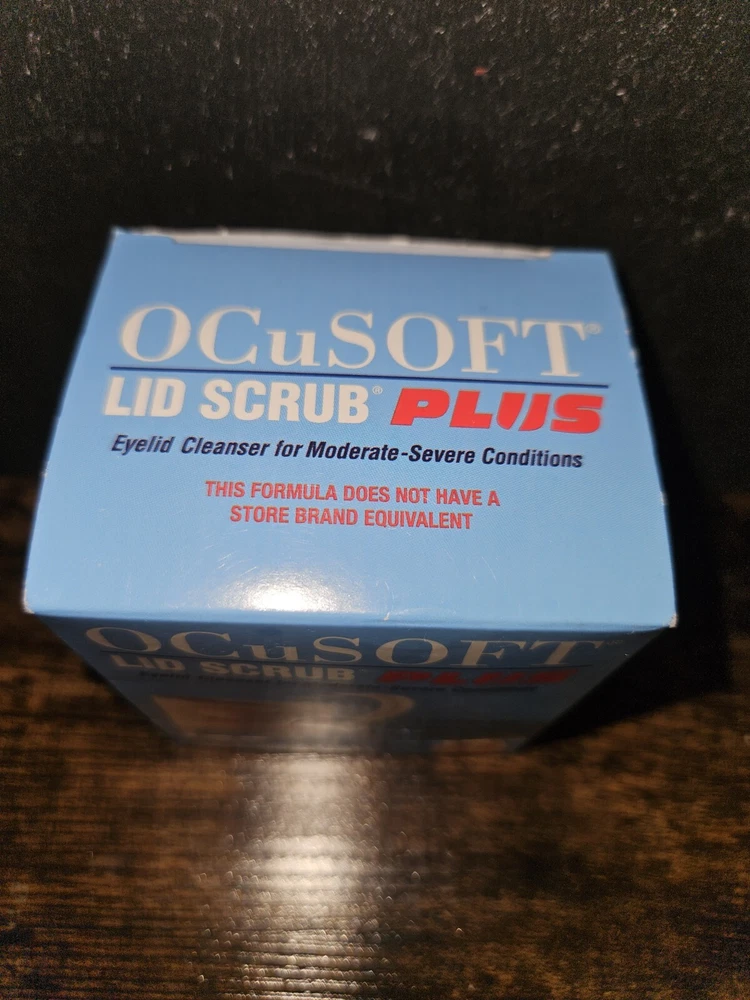 OCuSOFT®
LID SCRUB® PLUS
Eyelid Cleanser for Moderate-Severe Conditions
THIS FORMULA DOES NOT HAVE A
STORE BRAND EQUIVALENT
OCuSOFT
LID SCRUB PLUS